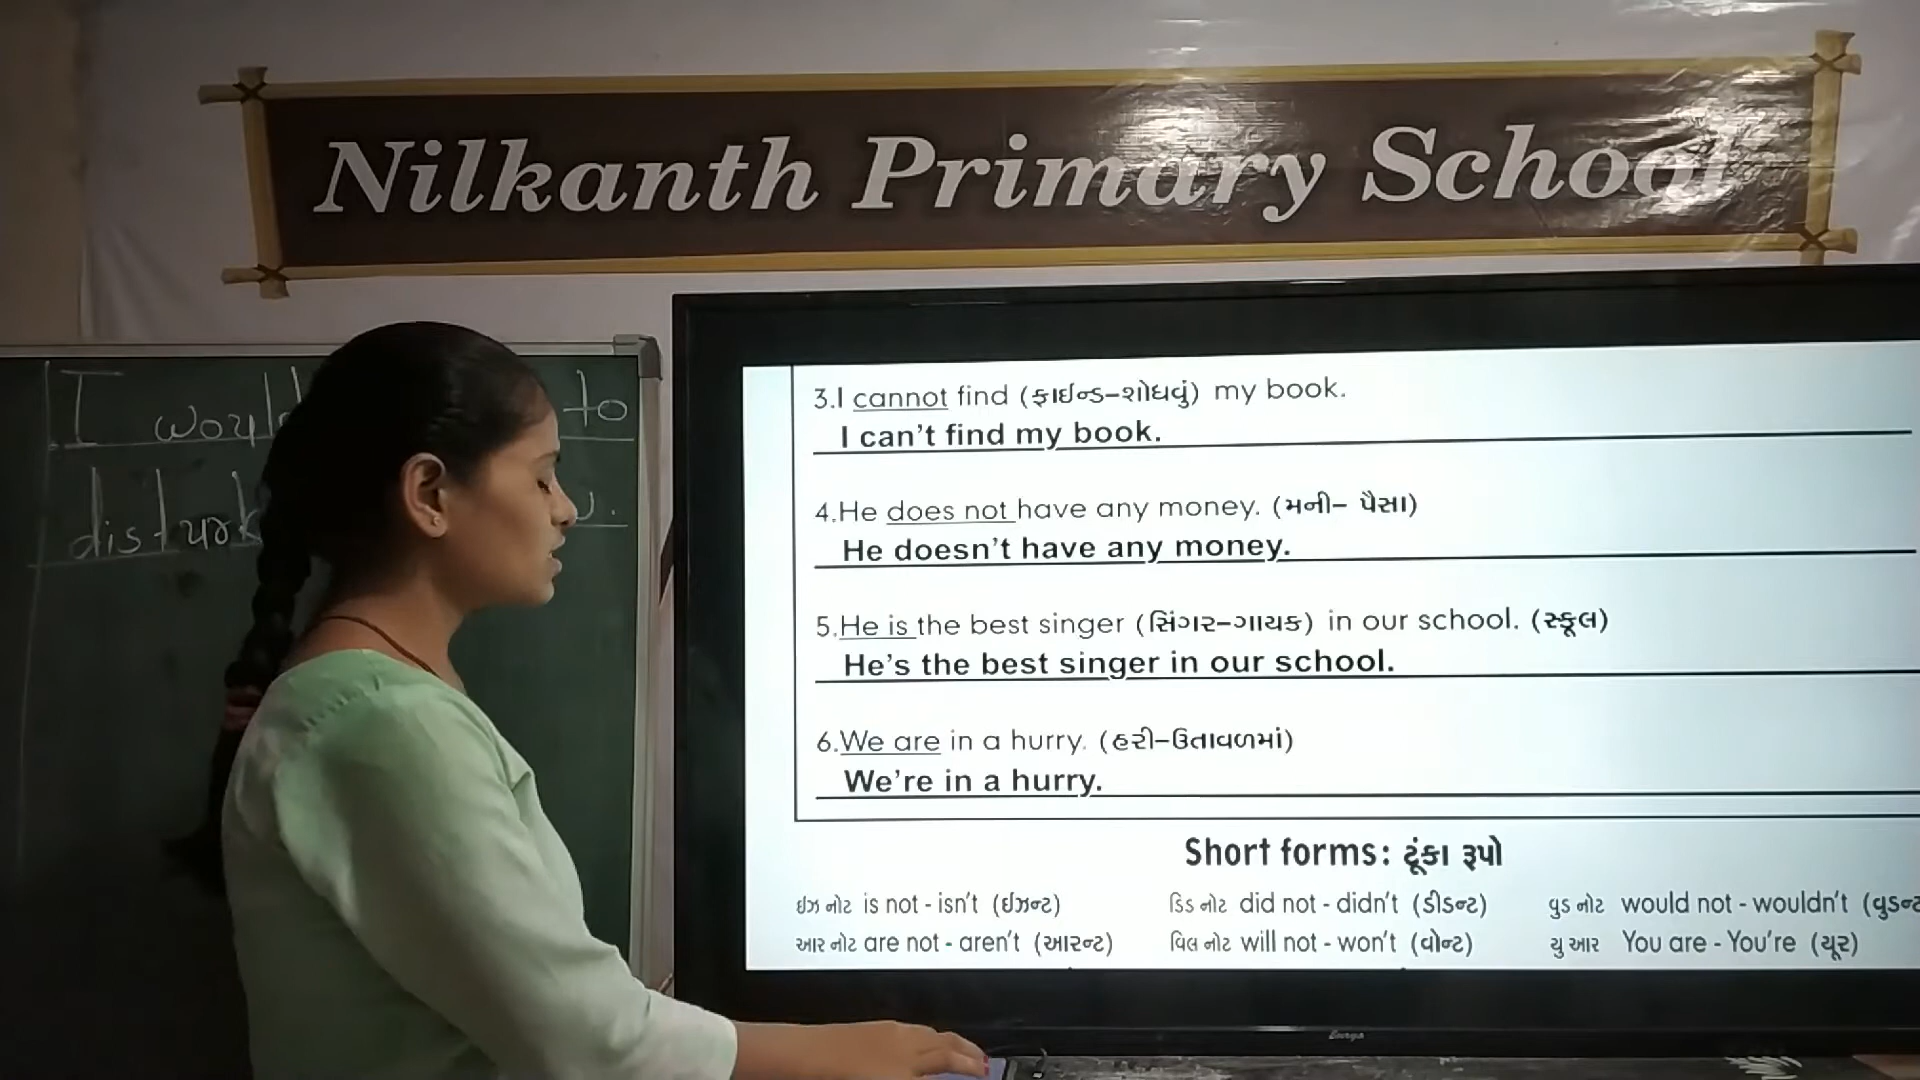 Nilkanth Primary School
I would to
disturb
3.I cannot find (ફાઈન્ડ-શોધવું) my book.
I can't find my book.
4.He does not have any money. (મની- પૈસા)
He doesn't have any money.
5.He is the best singer (સિંગર-ગાયક) in our school. (સ્કૂલ)
He's the best singer in our school.
6.We are in a hurry. (હરી-ઉતાવળમાં)
We're in a hurry.
Short forms: ટૂંકા રૂપો
ઇઝ નોટ is not - isn't (ઇઝન્ટ) ડિડ નોટ did not - didn't (ડીડન્ટ) વુડ નોટ would not - wouldn't
આર નોટ are not - aren't (આરન્ટ) વિલ નોટ will not - won't (વોન્ટ) યુ આર You are - You're (યૂર)